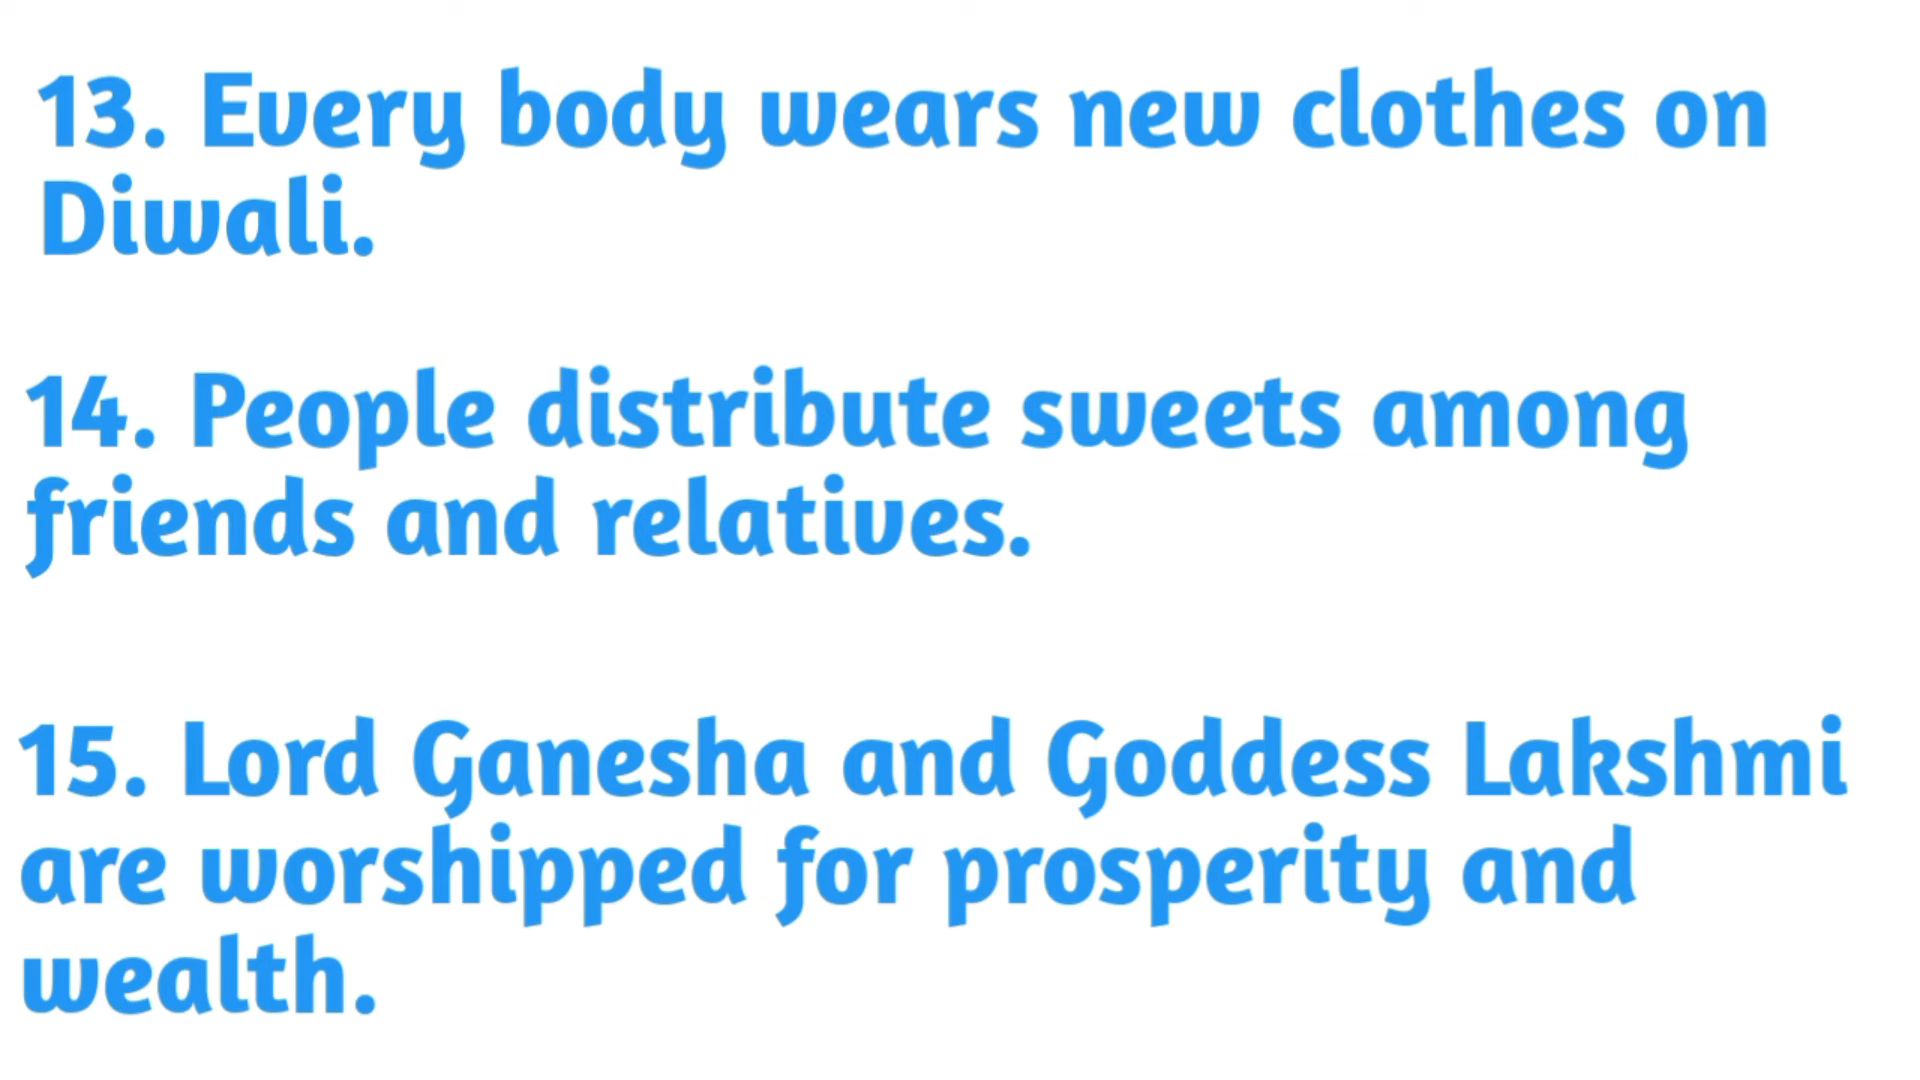 13. Every body wears new clothes on
Diwali.
14. People distribute sweets among
friends and relatives.
15. Lord Ganesha and Goddess Lakshmi
are worshipped for prosperity and
wealth.